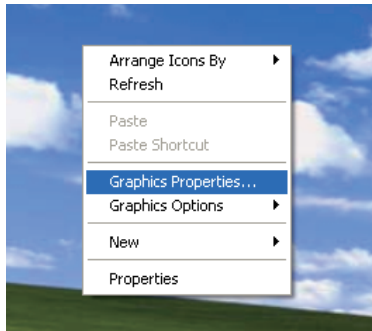 Arrange Icons By
Refresh
Paste
Paste Shortcut
Graphics Properties...
Graphics Options
New
Properties